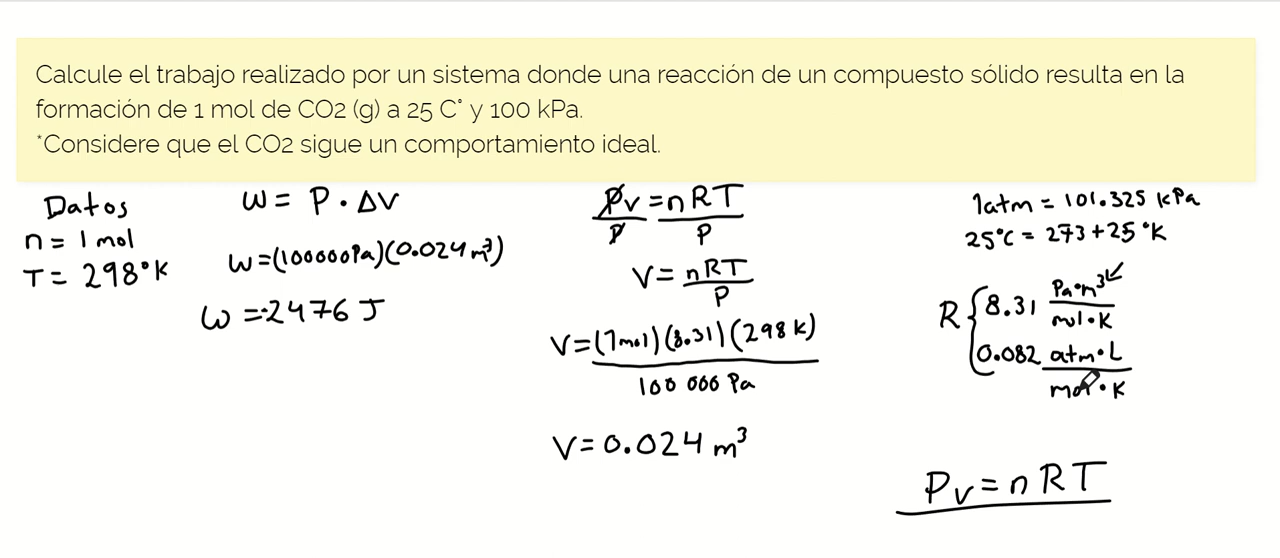 Calcule el trabajo realizado por un sistema donde una reacción de un compuesto sólido resulta en la
formación de 1 mol de CO2 (g) a 25 C° y 100 kPa.
*Considere que el CO2 sigue un comportamiento ideal.
Datos
n = 1 mol
T = 298°K
W = P · ΔV
W = (100000Pa)(0.024 m³)
W =-2476 J
Pv = nRT
P P
V = nRT
P
V = (1mol)(8.31)(298 K)
100 000 Pa
V = 0.024 m³
1atm = 101.325 kPa
25°C = 273+25°K
R { 8.31 Pa·m³
mol·K
0.082 atm·L
mol·K
Pv = nRT